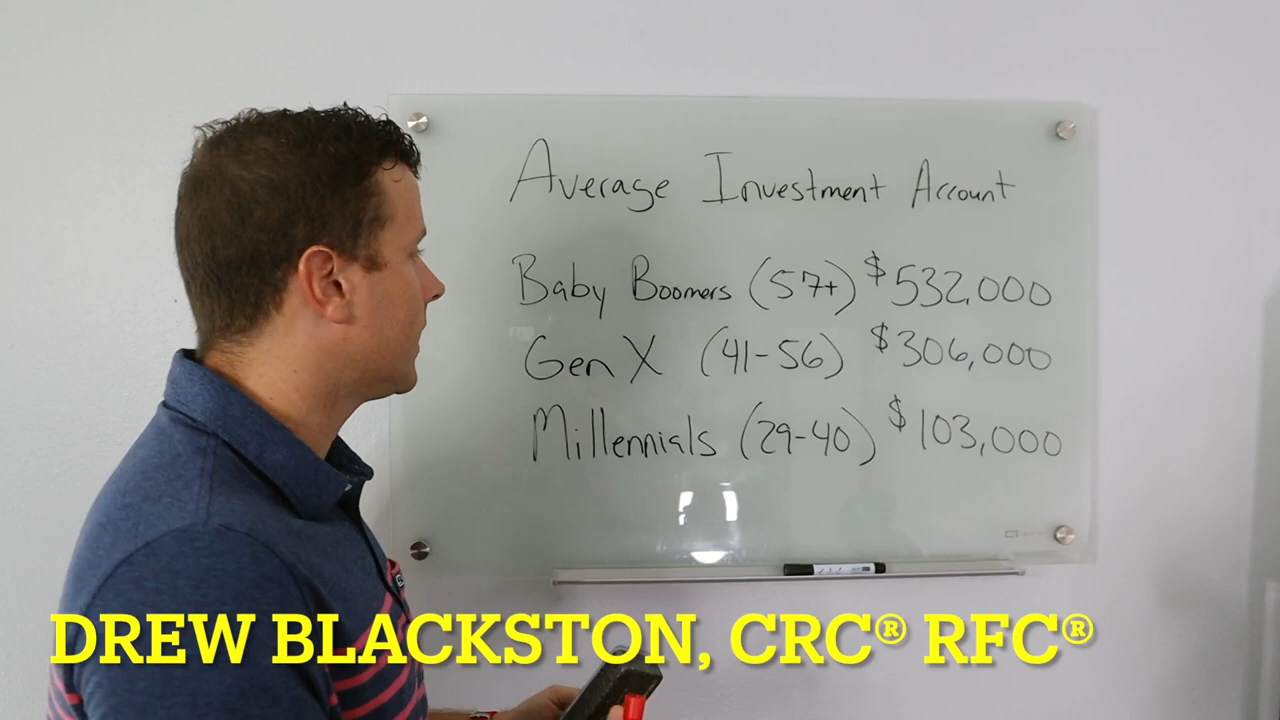 Average Investment Account
Baby Boomers (57+) $532,000
Gen X (41-56) $306,000
Millennials (29-40) $103,000
DREW BLACKSTON, CRC® RFC®